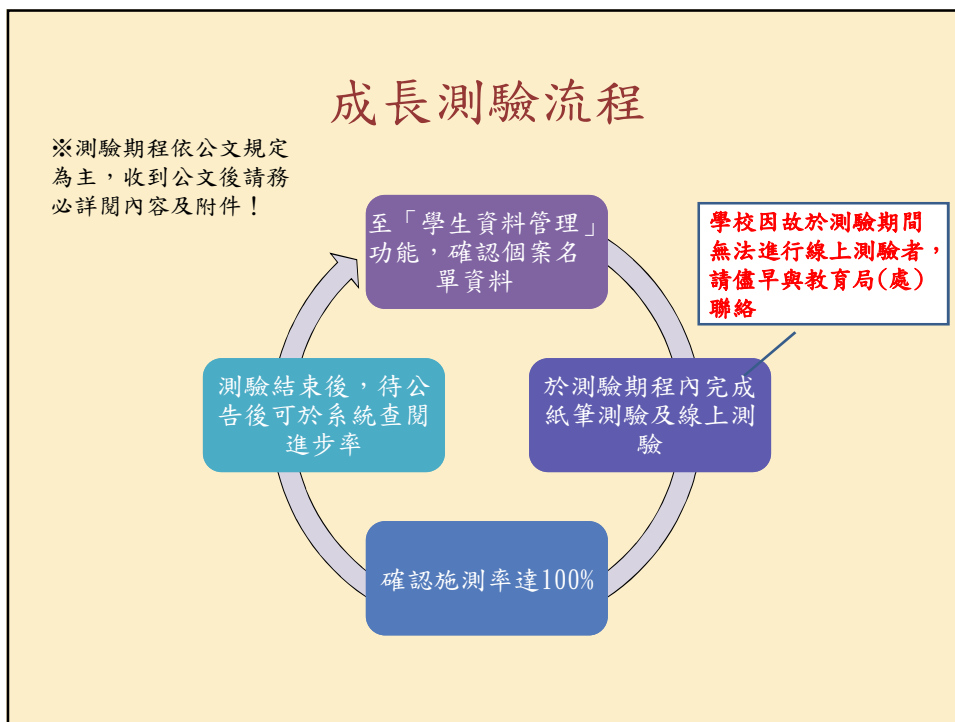 成長測驗流程
※測驗期程依公文規定
為主，收到公文後請務
必詳閱內容及附件！
至「學生資料管理」
功能，確認個案名
單資料
學校因故於測驗期間
無法進行線上測驗者，
請儘早與教育局(處)
聯絡
於測驗期程內完成
紙筆測驗及線上測
驗
確認施測率達100%
測驗結束後，待公
告後可於系統查閱
進步率